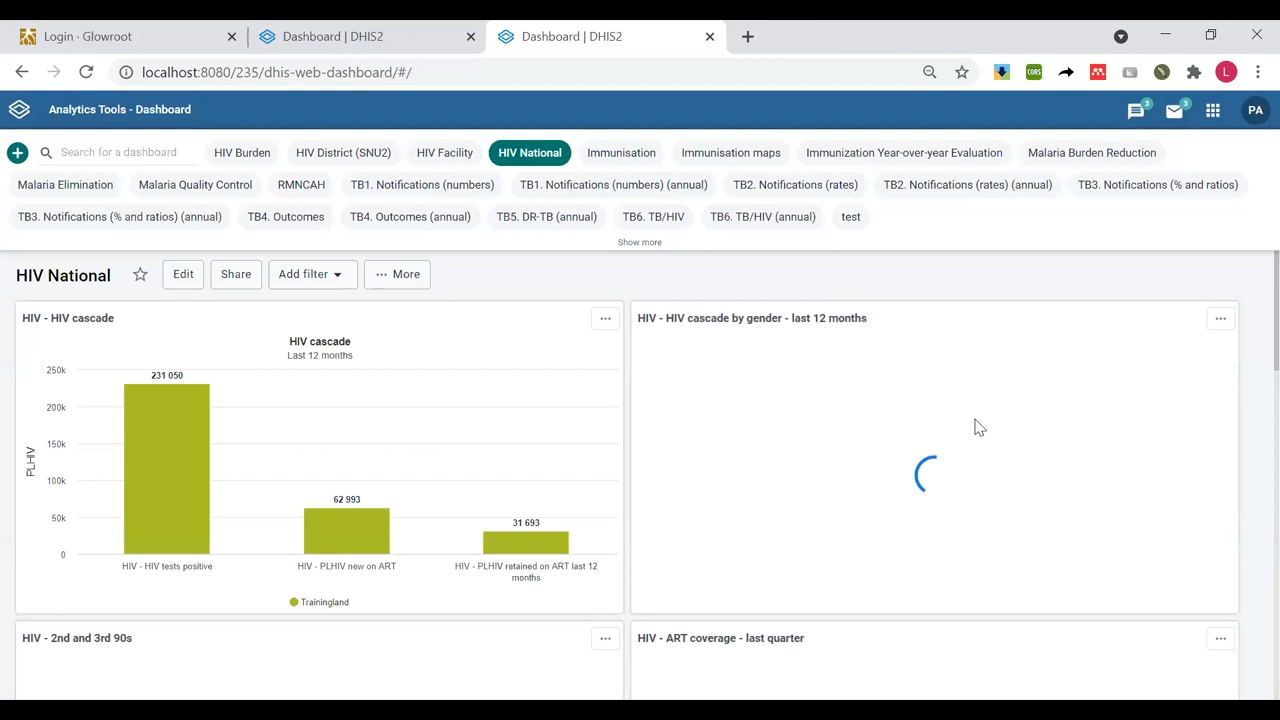 Login · Glowroot
Dashboard | DHIS2
Dashboard | DHIS2
localhost:8080/235/dhis-web-dashboard/#/
CORS
L
Analytics Tools - Dashboard
3
3
PA
Search for a dashboard
HIV Burden
HIV District (SNU2)
HIV Facility
HIV National
Immunisation
Immunisation maps
Immunization Year-over-year Evaluation
Malaria Burden Reduction
Malaria Elimination
Malaria Quality Control
RMNCAH
TB1. Notifications (numbers)
TB1. Notifications (numbers) (annual)
TB2. Notifications (rates)
TB2. Notifications (rates) (annual)
TB3. Notifications (% and ratios)
TB3. Notifications (% and ratios) (annual)
TB4. Outcomes
TB4. Outcomes (annual)
TB5. DR-TB (annual)
TB6. TB/HIV
TB6. TB/HIV (annual)
test
Show more
HIV National
Edit
Share
Add filter
More
HIV - HIV cascade
HIV cascade
Last 12 months
PLHIV
250k
200k
150k
100k
50k
0
231 050
62 993
31 693
HIV - HIV tests positive
HIV - PLHIV new on ART
HIV - PLHIV retained on ART last 12
months
Trainingland
HIV - HIV cascade by gender - last 12 months
HIV - 2nd and 3rd 90s
HIV - ART coverage - last quarter